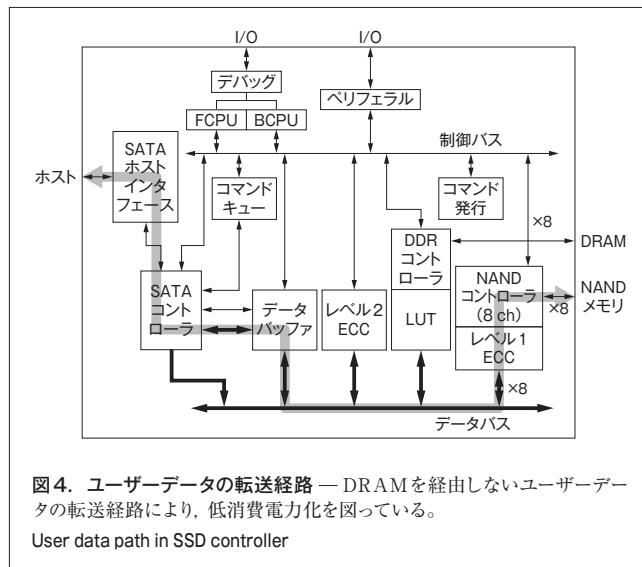 I/O
I/O
デバッグ
ペリフェラル
FCPU
BCPU
制御バス
SATA
ホスト
インタ
フェース
ホスト
コマンド
キュー
コマンド
発行
×8
DDR
コント
ローラ
DRAM
SATA
コント
ローラ
データ
バッファ
レベル2
ECC
LUT
NAND
コントローラ
(8 ch)
レベル1
ECC
×8
NAND
メモリ
×8
データバス
図4. ユーザーデータの転送経路 — DRAMを経由しないユーザーデー
タの転送経路により，低消費電力化を図っている。
User data path in SSD controller